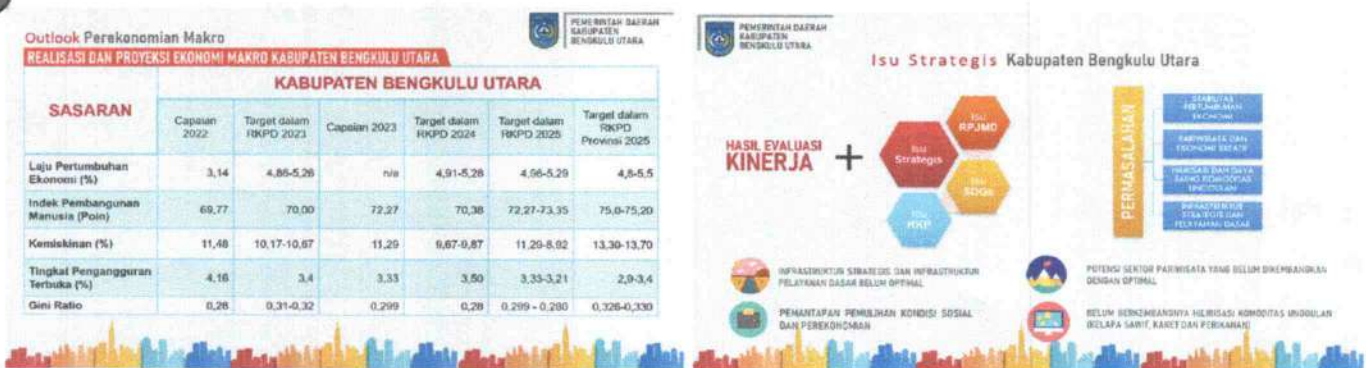 Outlook Perekonomian Makro
PEMERINTAH DAERAH
KABUPATEN
BENGKULU UTARA
REALISASI DAN PROYEKSI EKONOMI MAKRO KABUPATEN BENGKULU UTARA
SASARAN
KABUPATEN BENGKULU UTARA
Capaian 2022
Target dalam RKPD 2023
Capaian 2023
Target dalam RKPD 2024
Target dalam RKPD 2025
Target dalam RKPD Provinsi 2025
Laju Pertumbuhan Ekonomi (%) 3,14 4,86-5,26 n/a 4,91-5,28 4,96-5,29 4,8-5,5
Indek Pembangunan Manusia (Poin) 69,77 70,00 72,27 70,38 72,27-73,35 75,0-75,20
Kemiskinan (%) 11,48 10,17-10,67 11,29 9,67-9,87 11,29-8,92 13,30-13,70
Tingkat Pengangguran Terbuka (%) 4,16 3,4 3,33 3,50 3,33-3,21 2,9-3,4
Gini Ratio 0,28 0,31-0,32 0,299 0,28 0,299 - 0,280 0,326-0,330
PEMERINTAH DAERAH
KABUPATEN
BENGKULU UTARA
Isu Strategis Kabupaten Bengkulu Utara
HASIL EVALUASI
KINERJA
+
Isu
Strategis
Isu
RPJMD
Isu
SDGs
Isu
RKP
PERMASALAHAN
STABILITAS
PERTUMBUHAN
EKONOMI
PARIWISATA DAN
EKONOMI KREATIF
HILIRISASI DAN DAYA
SAING KOMODITAS
UNGGULAN
INFRASTRUKTUR
STRATEGIS DAN
PELAYANAN DASAR
INFRASTRUKTUR STRATEGIS DAN INFRASTRUKTUR
PELAYANAN DASAR BELUM OPTIMAL
PEMANTAPAN PEMULIHAN KONDISI SOSIAL
DAN PEREKONOMIAN
POTENSI SEKTOR PARIWISATA YANG BELUM DIKEMBANGKAN
DENGAN OPTIMAL
BELUM BERKEMBANGNYA HILIRISASI KOMODITAS UNGGULAN
(KELAPA SAWIT, KARET DAN PERIKANAN)